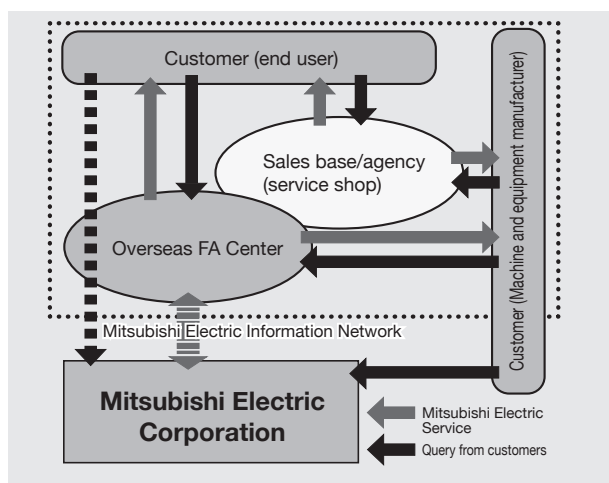 Customer (end user)
Customer (Machine and equipment manufacturer)
Sales base/agency
(service shop)
Overseas FA Center
Mitsubishi Electric Information Network
Mitsubishi Electric
Corporation
Mitsubishi Electric
Service
Query from customers